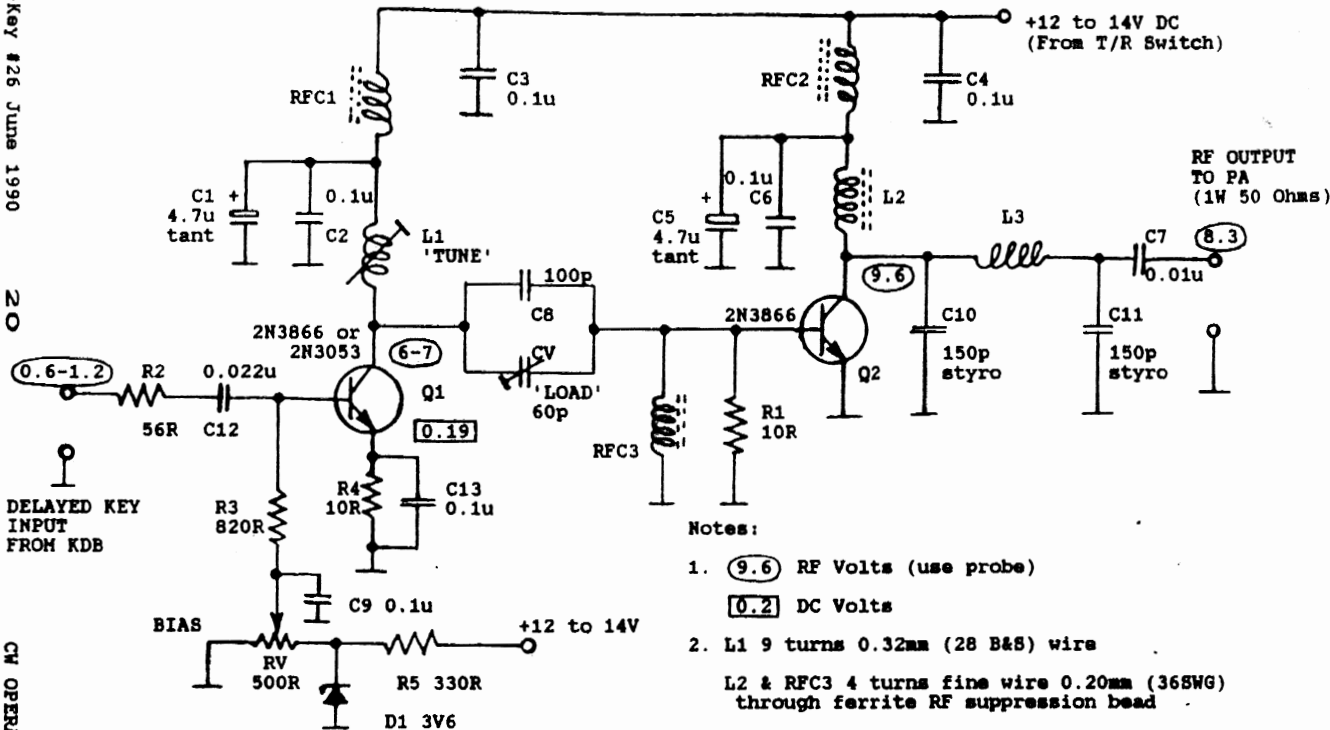 Key #26 June 1990
20
CW OPER
+12 to 14V DC
(From T/R Switch)
RFC1
C3
0.1u
RFC2
C4
0.1u
C1 +
4.7u
tant
0.1u
C2
L1
'TUNE'
0.1u
C6
C5 +
4.7u
tant
L2
L3
RF OUTPUT
TO PA
(1W 50 Ohms)
C7
0.01u
8.3
100p
C8
CV
'LOAD'
60p
2N3866 or
2N3053
6-7
Q1
0.19
2N3866
9.6
Q2
C10
150p
styro
C11
150p
styro
0.6-1.2
R2
56R
0.022u
C12
RFC3
R1
10R
DELAYED KEY
INPUT
FROM KDB
R3
820R
R4
10R
C13
0.1u
C9 0.1u
BIAS
RV
500R
R5 330R
+12 to 14V
D1 3V6
Notes:
1. 9.6 RF Volts (use probe)
0.2 DC Volts
2. L1 9 turns 0.32mm (28 B&S) wire
L2 & RFC3 4 turns fine wire 0.20mm (36SWG)
through ferrite RF suppression bead